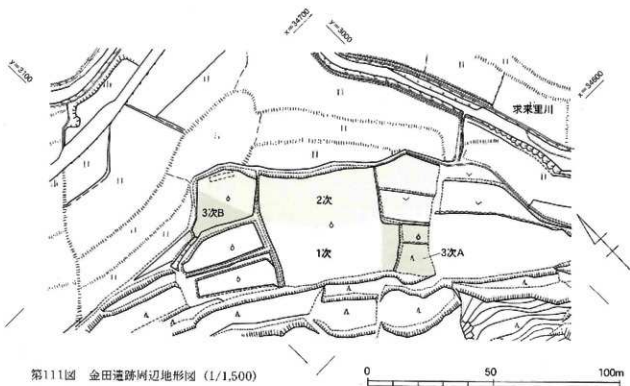 x=34700
y=3000
y=3100
x=34600
求来里川
2次
3次B
1次
3次A
第111図 金田遺跡周辺地形図 (1/1,500)
0 50 100m